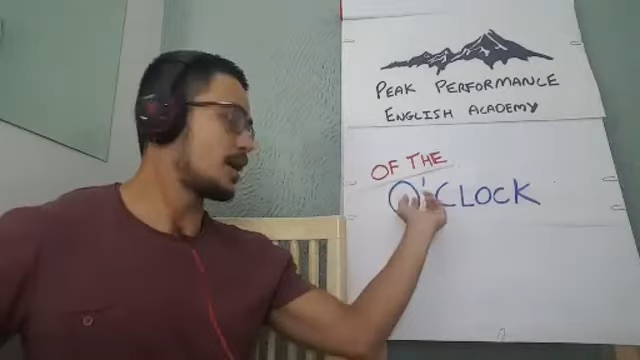 PEAK PERFORMANCE
ENGLISH ACADEMY
OF THE
O'CLOCK